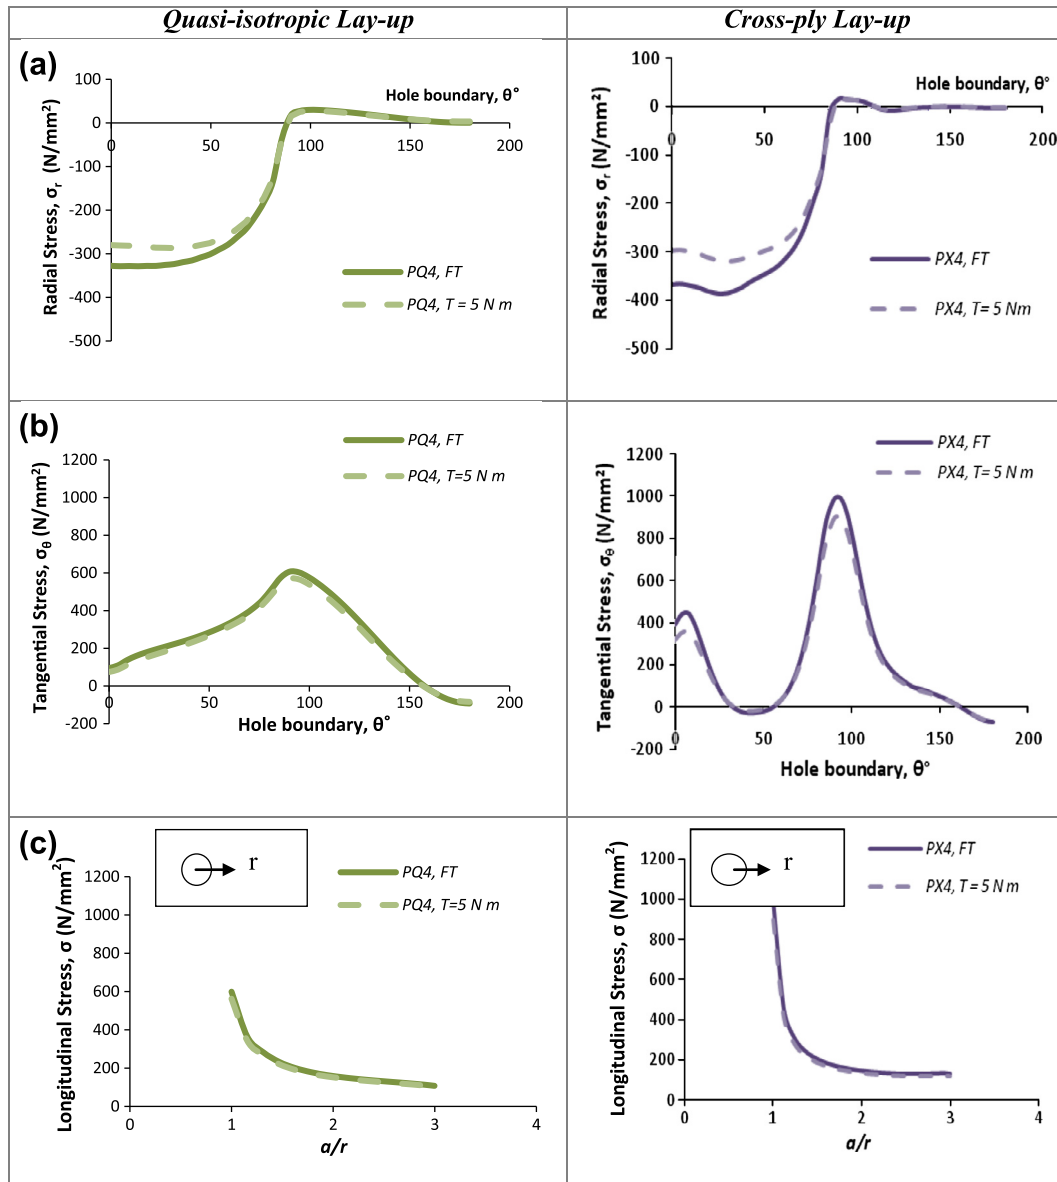 Quasi-isotropic Lay-up
Cross-ply Lay-up
(a)
Radial Stress, σr (N/mm²)
100
0
-100
-200
-300
-400
-500
0 50 100 150 200
Hole boundary, θ°
PQ4, FT
PQ4, T = 5 N m
Radial Stress, σr (N/mm²)
100
0
-100
-200
-300
-400
-500
0 50 100 150 200
Hole boundary, θ°
PX4, FT
PX4, T= 5 Nm
(b)
Tangential Stress, σθ (N/mm²)
1200
1000
800
600
400
200
0
-200
0 50 100 150 200
Hole boundary, θ°
PQ4, FT
PQ4, T=5 N m
Tangential Stress, σθ (N/mm²)
1200
1000
800
600
400
200
0
-200
0 50 100 150 200
Hole boundary, θ°
PX4, FT
PX4, T= 5 N m
(c)
Longitudinal Stress, σ (N/mm²)
1200
1000
800
600
400
200
0
0 1 2 3 4
a/r
r
PQ4, FT
PQ4, T=5 N m
Longitudinal Stress, σ (N/mm²)
1200
1000
800
600
400
200
0
0 1 2 3 4
a/r
r
PX4, FT
PX4, T = 5 N m